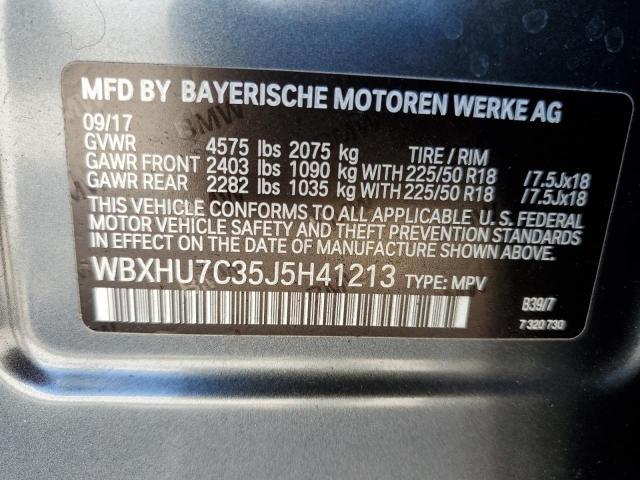 MFD BY BAYERISCHE MOTOREN WERKE AG
09/17
GVWR 4575 lbs 2075 kg TIRE / RIM
GAWR FRONT 2403 lbs 1090 kg WITH 225/50 R18 /7.5Jx18
GAWR REAR 2282 lbs 1035 kg WITH 225/50 R18 /7.5Jx18
THIS VEHICLE CONFORMS TO ALL APPLICABLE U. S. FEDERAL
MOTOR VEHICLE SAFETY AND THEFT PREVENTION STANDARDS
IN EFFECT ON THE DATE OF MANUFACTURE SHOWN ABOVE
WBXHU7C35J5H41213 TYPE: MPV
B39/7
7 320 730